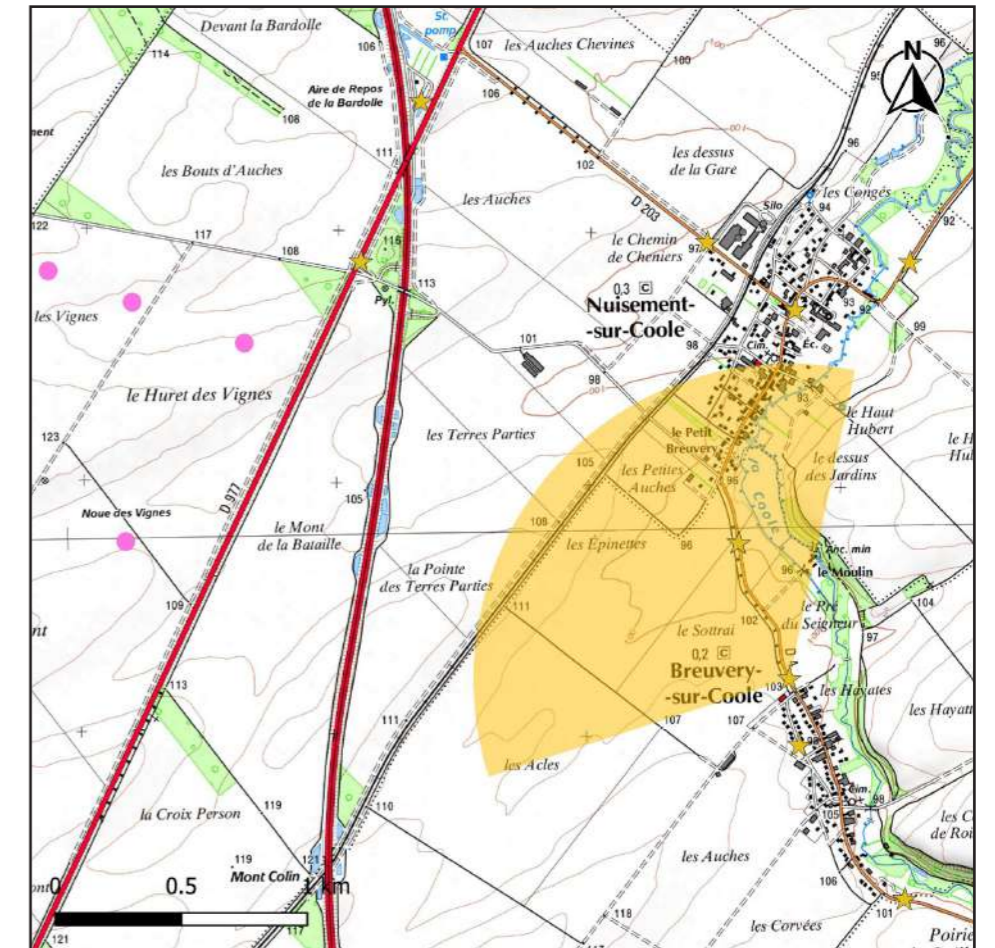 Devant la Bardolle
St.
pomp.
106
107
les Auches Chevines
N
96
114
106
100
Aire de Repos
de la Bardolle
108
111
102
les dessus
de la Gare
96
les Bouts d'Auches
les Auches
D 203
les Congés
94
92
Silo
122
117
108
116
le Chemin
de Cheniers
97
Pyl.
113
0,3 C
Nuisement-
-sur-Coole
93
92
99
les Vignes
101
98
Cim.
Éc.
98
le Huret des Vignes
93
le Haut
Hubert
les Terres Parties
le Petit
Breuvery
123
105
les Petites
Auches
96
le dessus
des Jardins
D 977
105
La Coole
Noue des Vignes
le Mont
de la Bataille
108
les Épinettes
96
Anc. min
96
le Moulin
la Pointe
des Terres Parties
109
111
102
le Pré
du Seigneur
104
le Sottrai
97
0,2 C
Breuvery-
-sur-Coole
103
les Hayates
113
111
107
107
les Hayatt
les Acles
la Croix Person
119
110
Cim.
98
105
119
121
Mont Colin
les Auches
106
0
0.5
1 km
118
101
121
117
les Corvées
Poirie